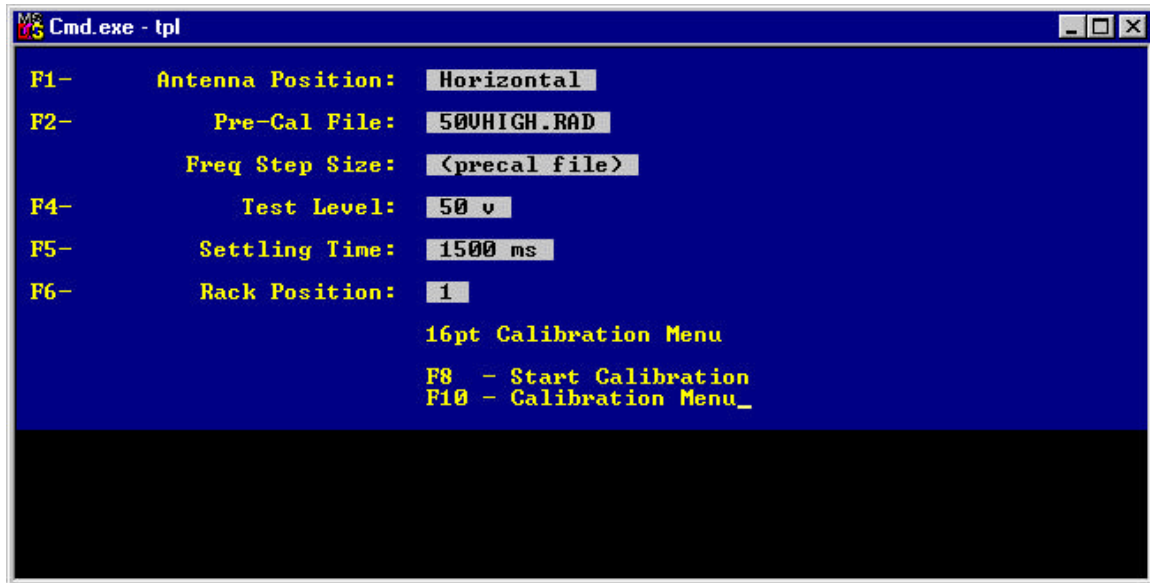 Cmd.exe - tpl
F1- Antenna Position: Horizontal
F2- Pre-Cal File: 50VHIGH.RAD
Freq Step Size: (precal file)
F4- Test Level: 50 v
F5- Settling Time: 1500 ms
F6- Rack Position: 1
16pt Calibration Menu
F8 - Start Calibration
F10 - Calibration Menu_